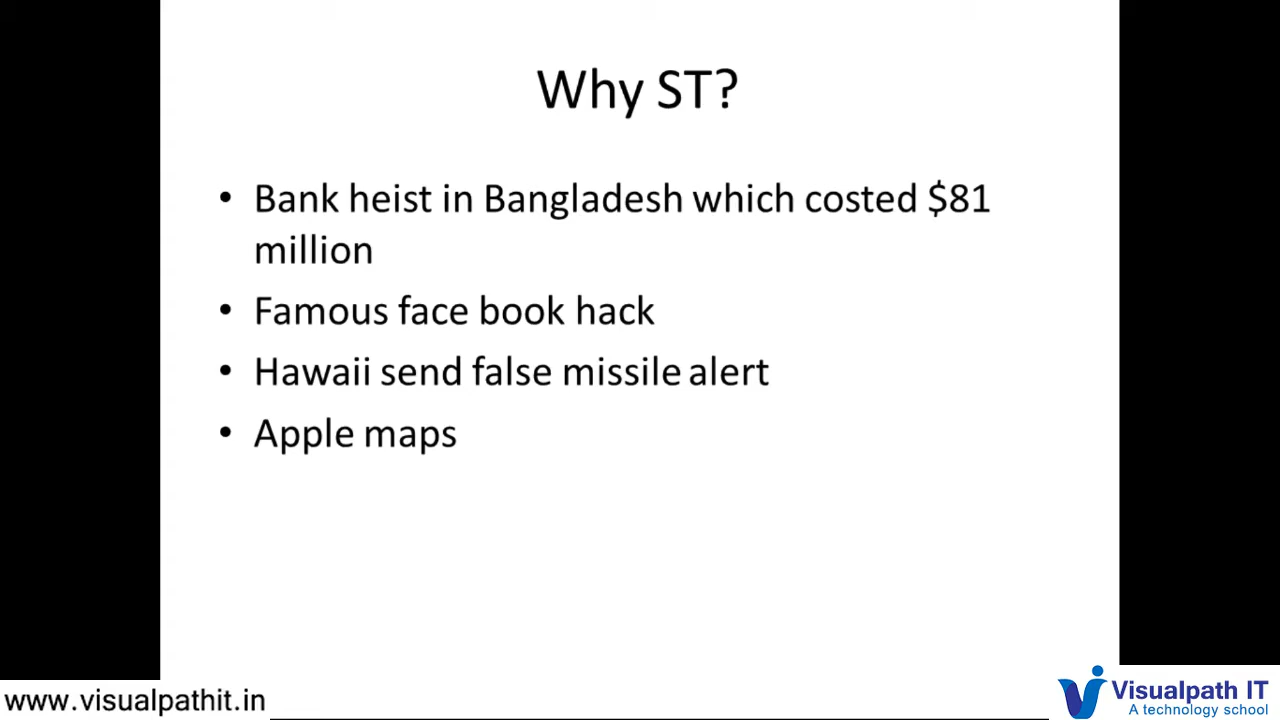 Why ST?
• Bank heist in Bangladesh which costed $81
million
• Famous face book hack
• Hawaii send false missile alert
• Apple maps
www.visualpathit.in
Visualpath IT
A technology school